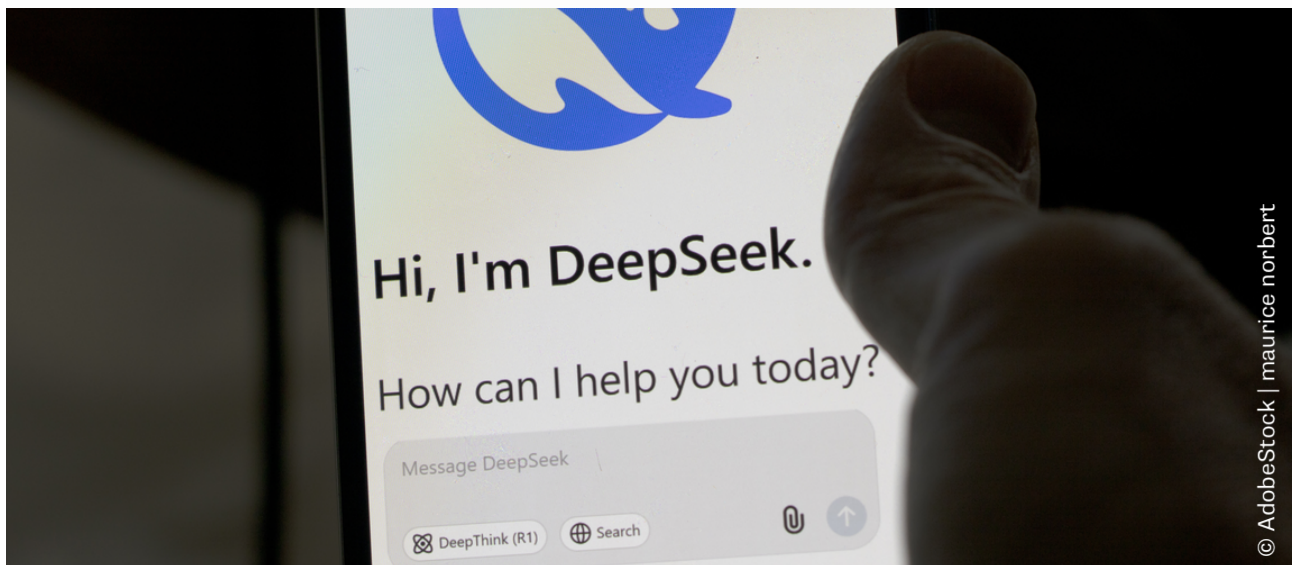 Hi, I'm DeepSeek.
How can I help you today?
Message DeepSeek
DeepThink (R1)
Search
© AdobeStock | maurice norbert